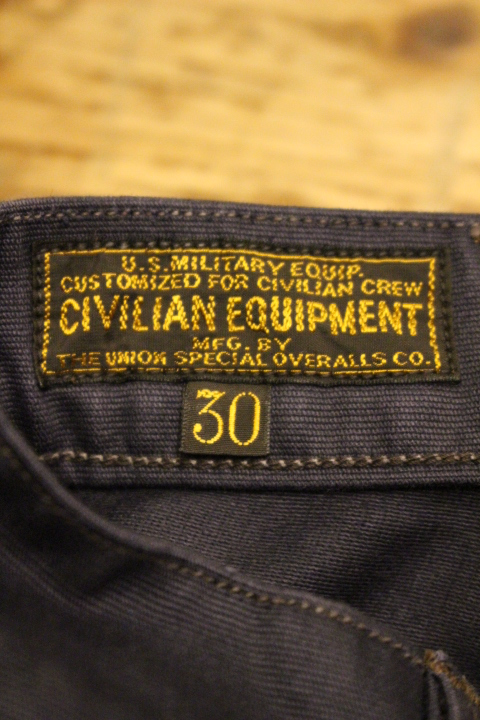 U.S. MILITARY EQUIP.
CUSTOMIZED FOR CIVILIAN CREW
CIVILIAN EQUIPMENT
MFG. BY
THE UNION SPECIAL OVERALLS CO.
30